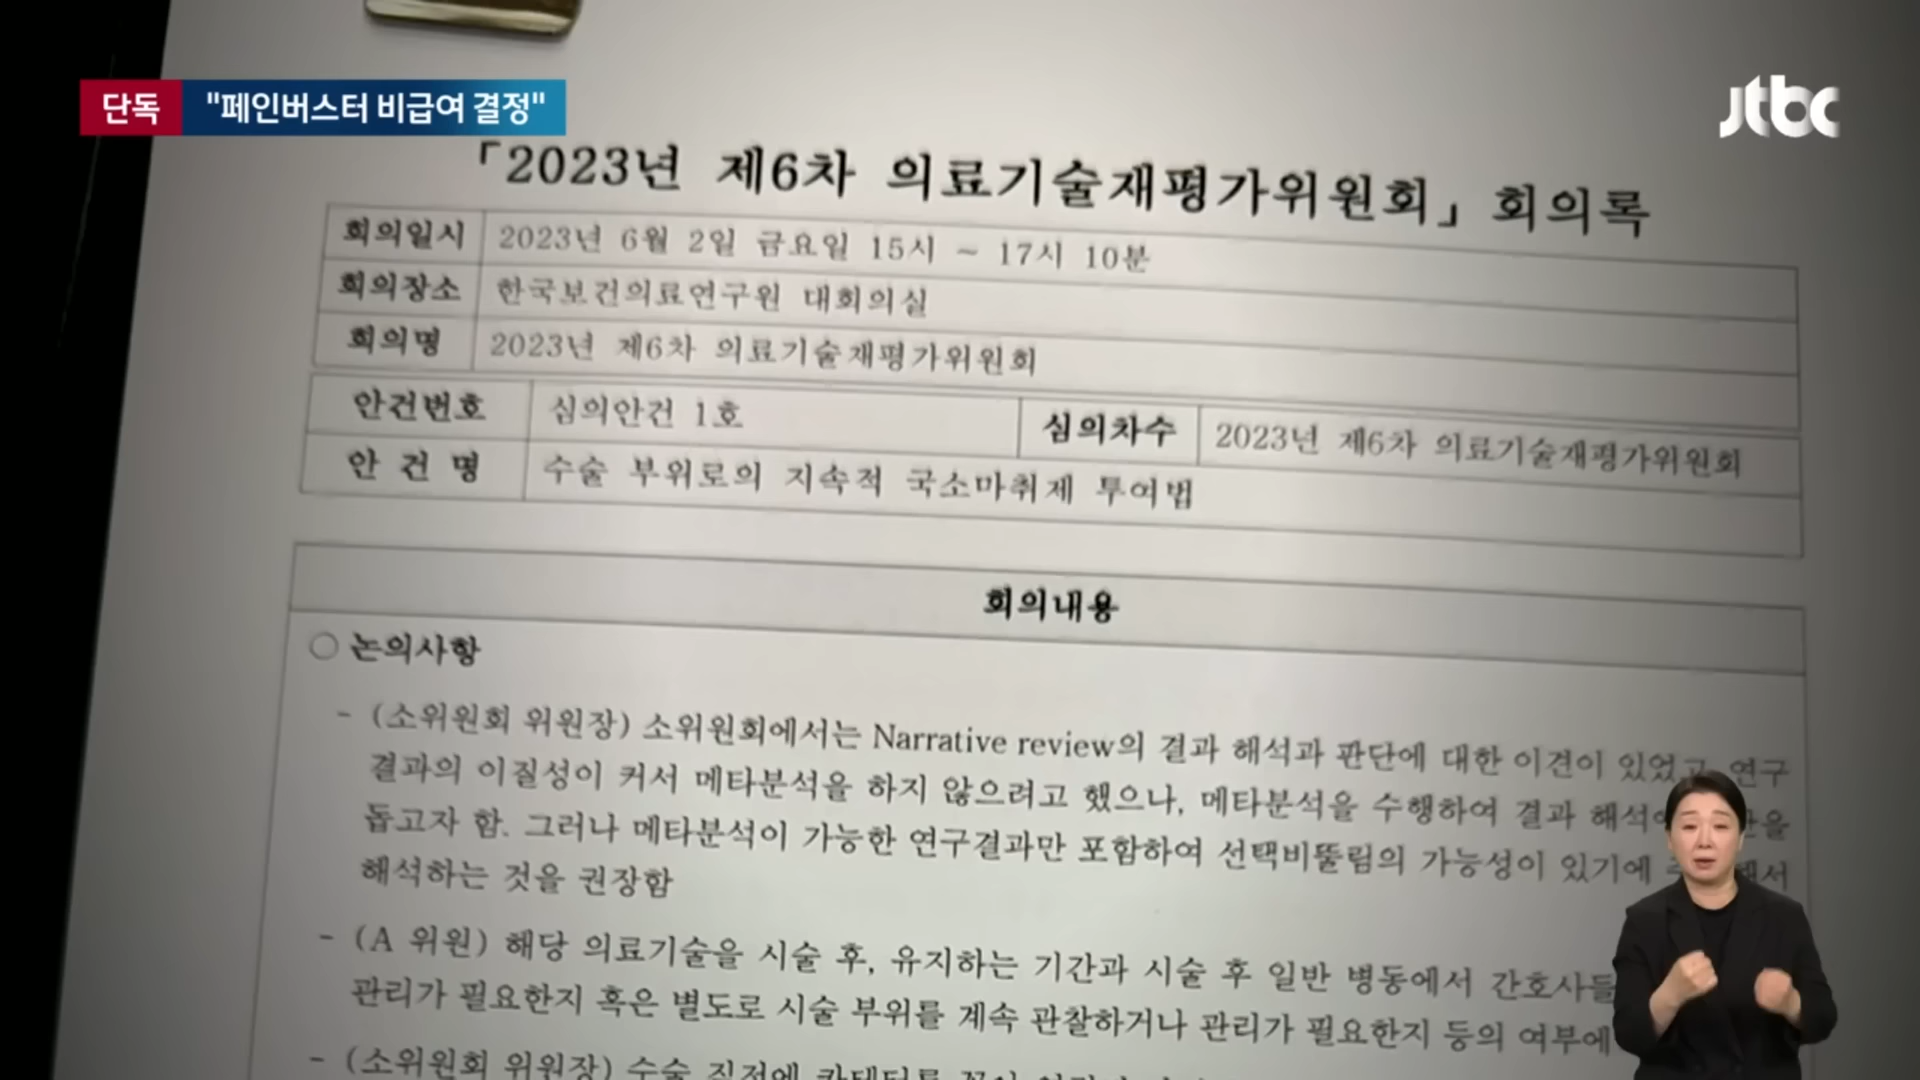 단독 "페인버스터 비급여 결정"
jtbc
「2023년 제6차 의료기술재평가위원회」 회의록
회의일시 2023년 6월 2일 금요일 15시 ~ 17시 10분
회의장소 한국보건의료연구원 대회의실
회의명 2023년 제6차 의료기술재평가위원회
안건번호 심의안건 1호 심의차수 2023년 제6차 의료기술재평가위원회
안 건 명 수술 부위로의 지속적 국소마취제 투여법
회의내용
○ 논의사항
- (소위원회 위원장) 소위원회에서는 Narrative review의 결과 해석과 판단에 대한 이견이 있었고, 연구
결과의 이질성이 커서 메타분석을 하지 않으려고 했으나, 메타분석을 수행하여 결과 해석
돕고자 함. 그러나 메타분석이 가능한 연구결과만 포함하여 선택비뚤림의 가능성이 있기에
해석하는 것을 권장함
- (A 위원) 해당 의료기술을 시술 후, 유지하는 기간과 시술 후 일반 병동에서 간호사들
관리가 필요한지 혹은 별도로 시술 부위를 계속 관찰하거나 관리가 필요한지 등의 여부에
- (소위원회 위원장) 수술 직전에 카테터를